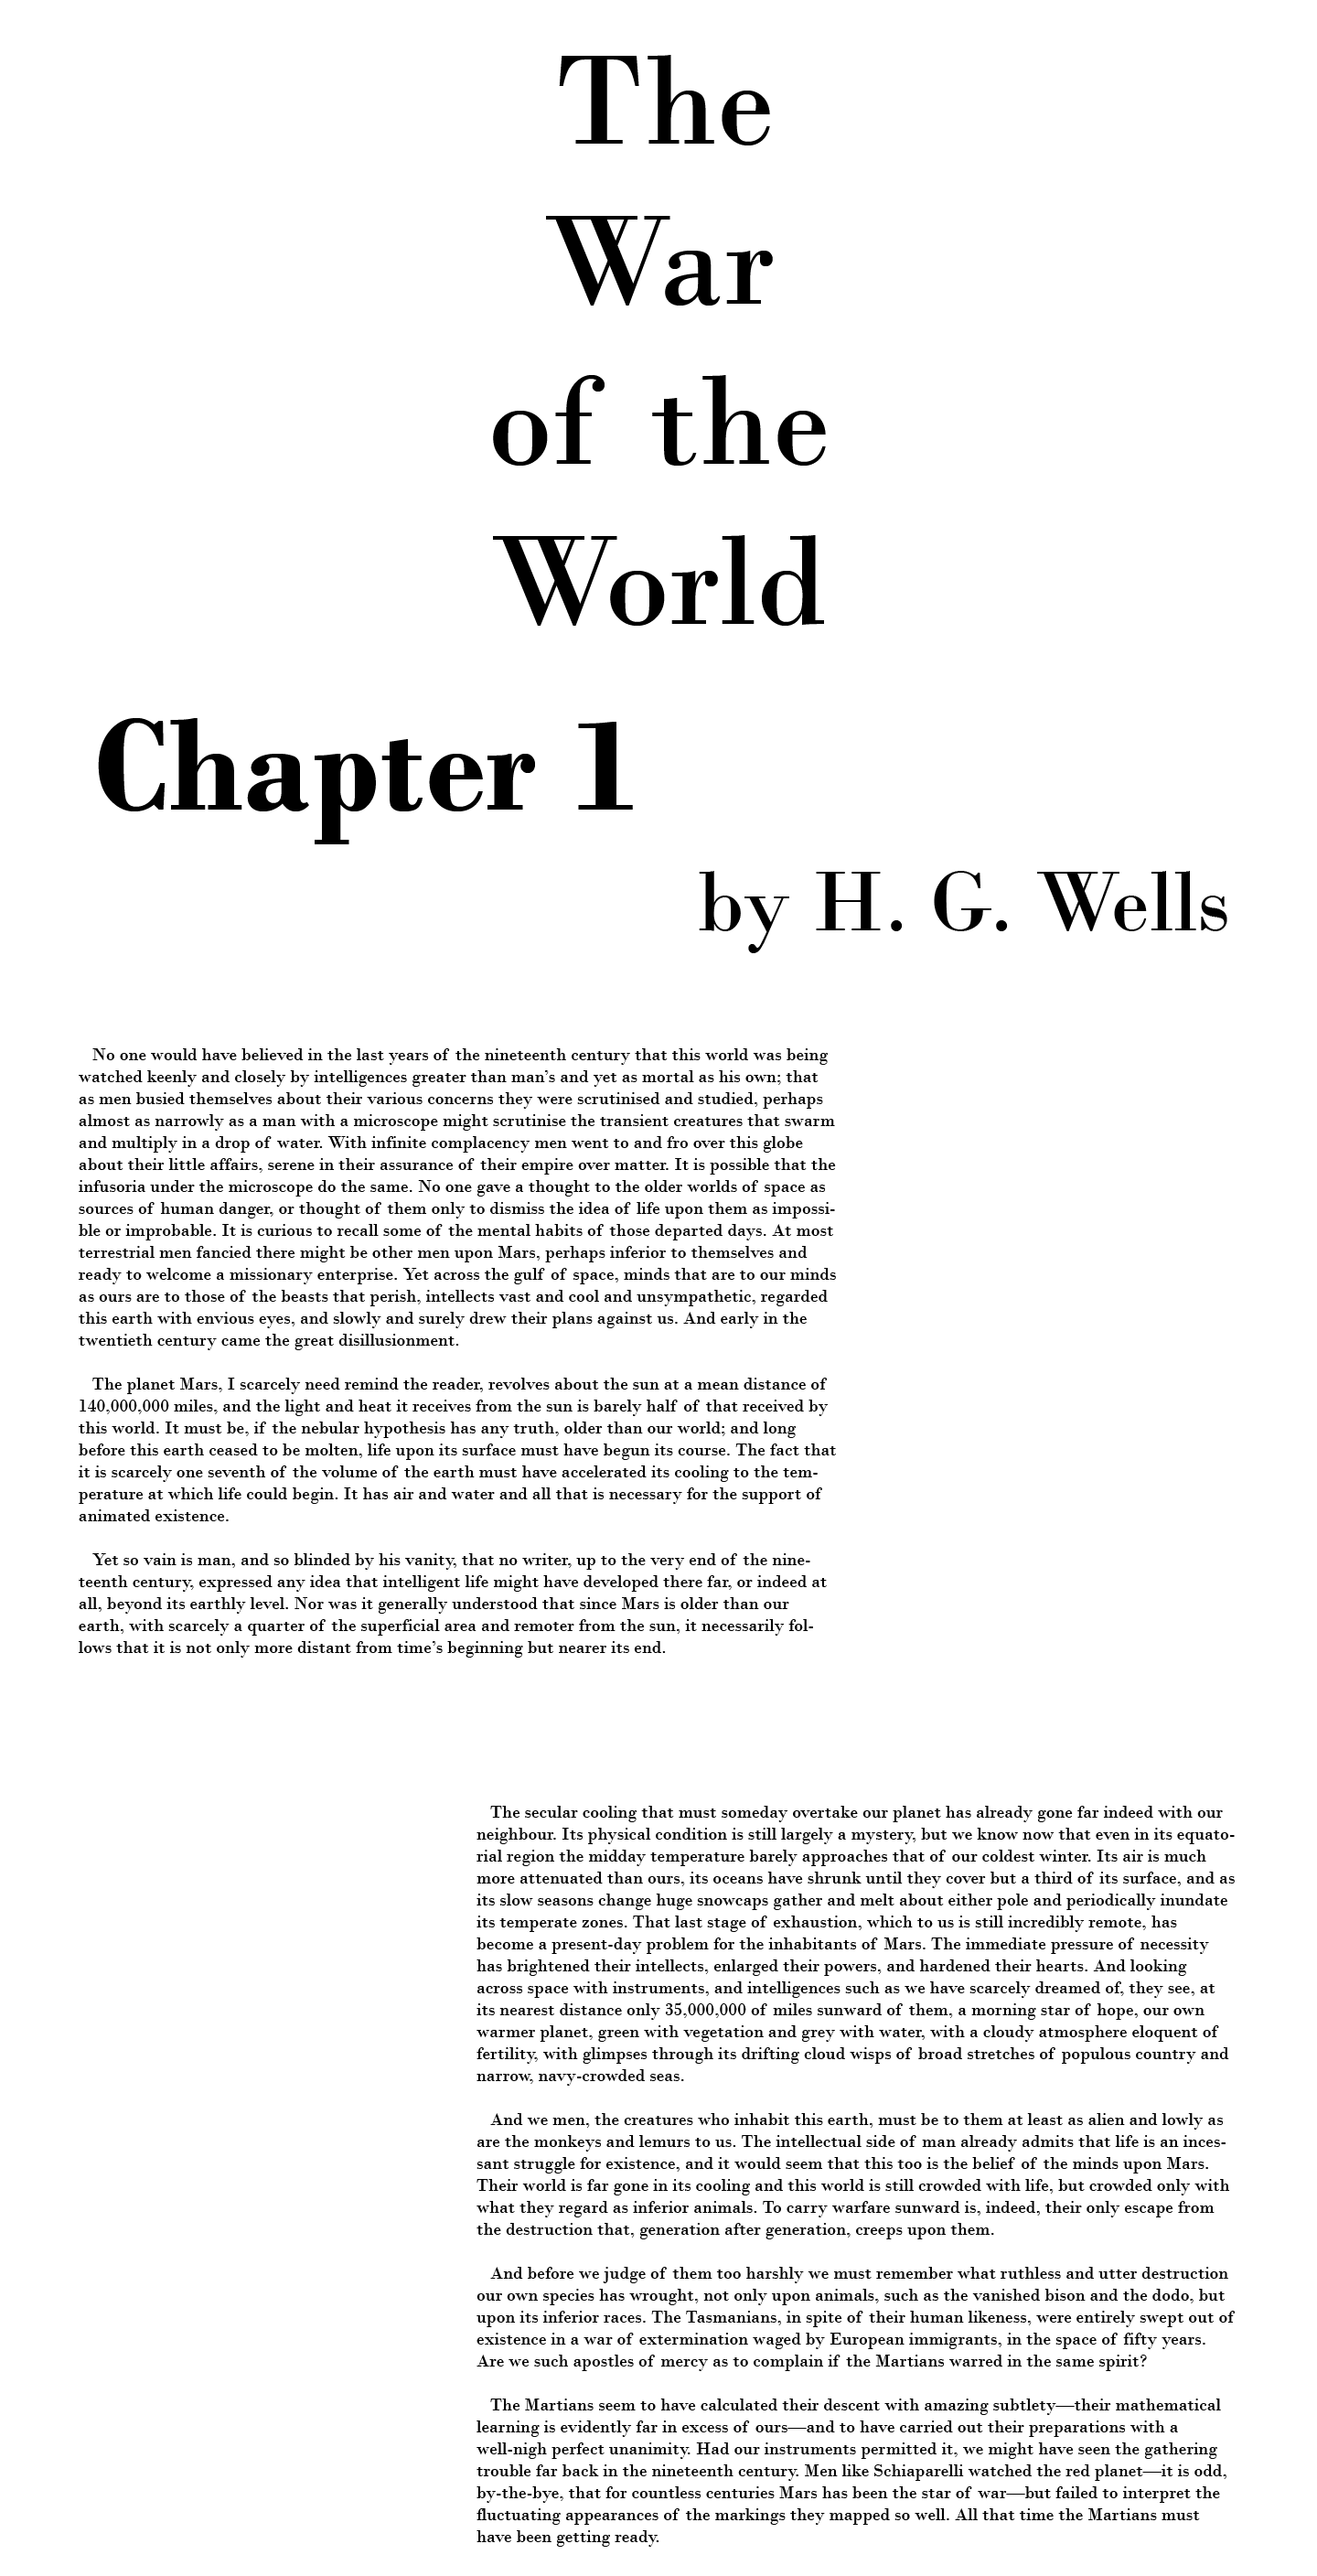 The
War
of the
World
Chapter 1
by H. G. Wells
No one would have believed in the last years of the nineteenth century that this world was being
watched keenly and closely by intelligences greater than man’s and yet as mortal as his own; that
as men busied themselves about their various concerns they were scrutinised and studied, perhaps
almost as narrowly as a man with a microscope might scrutinise the transient creatures that swarm
and multiply in a drop of water. With infinite complacency men went to and fro over this globe
about their little affairs, serene in their assurance of their empire over matter. It is possible that the
infusoria under the microscope do the same. No one gave a thought to the older worlds of space as
sources of human danger, or thought of them only to dismiss the idea of life upon them as impossi-
ble or improbable. It is curious to recall some of the mental habits of those departed days. At most
terrestrial men fancied there might be other men upon Mars, perhaps inferior to themselves and
ready to welcome a missionary enterprise. Yet across the gulf of space, minds that are to our minds
as ours are to those of the beasts that perish, intellects vast and cool and unsympathetic, regarded
this earth with envious eyes, and slowly and surely drew their plans against us. And early in the
twentieth century came the great disillusionment.
The planet Mars, I scarcely need remind the reader, revolves about the sun at a mean distance of
140,000,000 miles, and the light and heat it receives from the sun is barely half of that received by
this world. It must be, if the nebular hypothesis has any truth, older than our world; and long
before this earth ceased to be molten, life upon its surface must have begun its course. The fact that
it is scarcely one seventh of the volume of the earth must have accelerated its cooling to the tem-
perature at which life could begin. It has air and water and all that is necessary for the support of
animated existence.
Yet so vain is man, and so blinded by his vanity, that no writer, up to the very end of the nine-
teenth century, expressed any idea that intelligent life might have developed there far, or indeed at
all, beyond its earthly level. Nor was it generally understood that since Mars is older than our
earth, with scarcely a quarter of the superficial area and remoter from the sun, it necessarily fol-
lows that it is not only more distant from time’s beginning but nearer its end.
The secular cooling that must someday overtake our planet has already gone far indeed with our
neighbour. Its physical condition is still largely a mystery, but we know now that even in its equato-
rial region the midday temperature barely approaches that of our coldest winter. Its air is much
more attenuated than ours, its oceans have shrunk until they cover but a third of its surface, and as
its slow seasons change huge snowcaps gather and melt about either pole and periodically inundate
its temperate zones. That last stage of exhaustion, which to us is still incredibly remote, has
become a present-day problem for the inhabitants of Mars. The immediate pressure of necessity
has brightened their intellects, enlarged their powers, and hardened their hearts. And looking
across space with instruments, and intelligences such as we have scarcely dreamed of, they see, at
its nearest distance only 35,000,000 of miles sunward of them, a morning star of hope, our own
warmer planet, green with vegetation and grey with water, with a cloudy atmosphere eloquent of
fertility, with glimpses through its drifting cloud wisps of broad stretches of populous country and
narrow, navy-crowded seas.
And we men, the creatures who inhabit this earth, must be to them at least as alien and lowly as
are the monkeys and lemurs to us. The intellectual side of man already admits that life is an inces-
sant struggle for existence, and it would seem that this too is the belief of the minds upon Mars.
Their world is far gone in its cooling and this world is still crowded with life, but crowded only with
what they regard as inferior animals. To carry warfare sunward is, indeed, their only escape from
the destruction that, generation after generation, creeps upon them.
And before we judge of them too harshly we must remember what ruthless and utter destruction
our own species has wrought, not only upon animals, such as the vanished bison and the dodo, but
upon its inferior races. The Tasmanians, in spite of their human likeness, were entirely swept out of
existence in a war of extermination waged by European immigrants, in the space of fifty years.
Are we such apostles of mercy as to complain if the Martians warred in the same spirit?
The Martians seem to have calculated their descent with amazing subtlety—their mathematical
learning is evidently far in excess of ours—and to have carried out their preparations with a
well-nigh perfect unanimity. Had our instruments permitted it, we might have seen the gathering
trouble far back in the nineteenth century. Men like Schiaparelli watched the red planet—it is odd,
by-the-bye, that for countless centuries Mars has been the star of war—but failed to interpret the
fluctuating appearances of the markings they mapped so well. All that time the Martians must
have been getting ready.